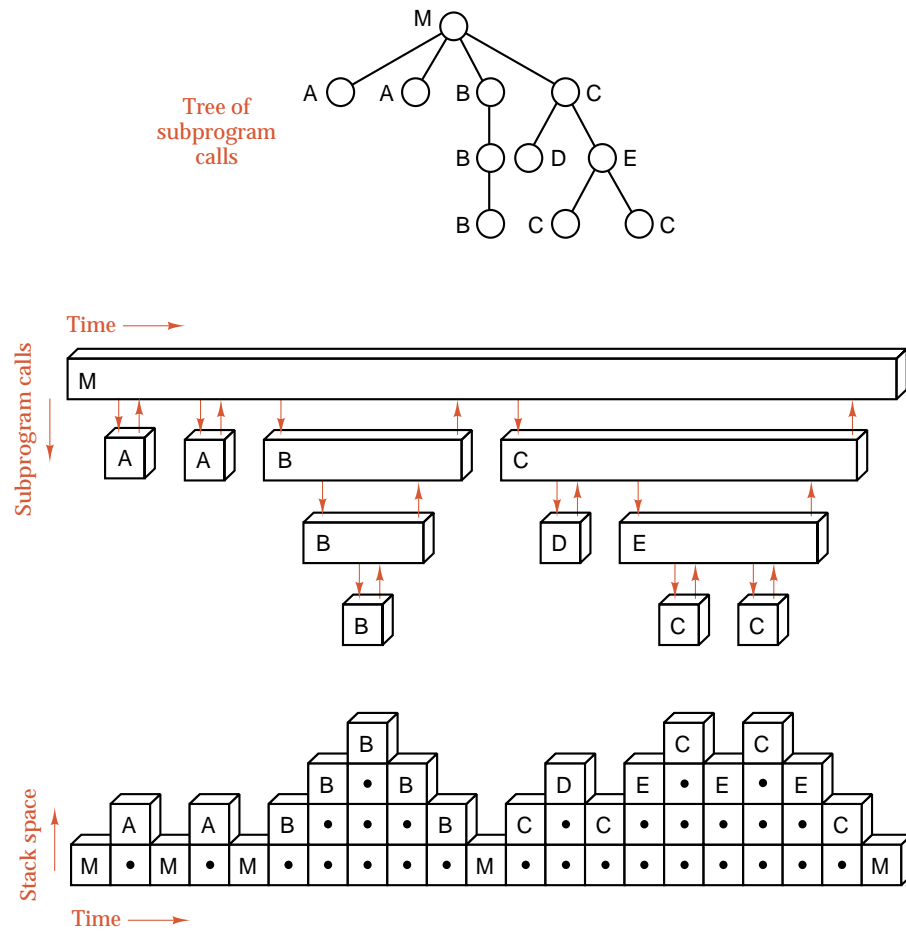 M
A A B C
Tree of
subprogram
calls
B D E
B C C
Time
Subprogram calls
M
A A B C
B D E
B C C
Stack space
B C C
B B D E E E
A A B B C C C
M M M M M
Time